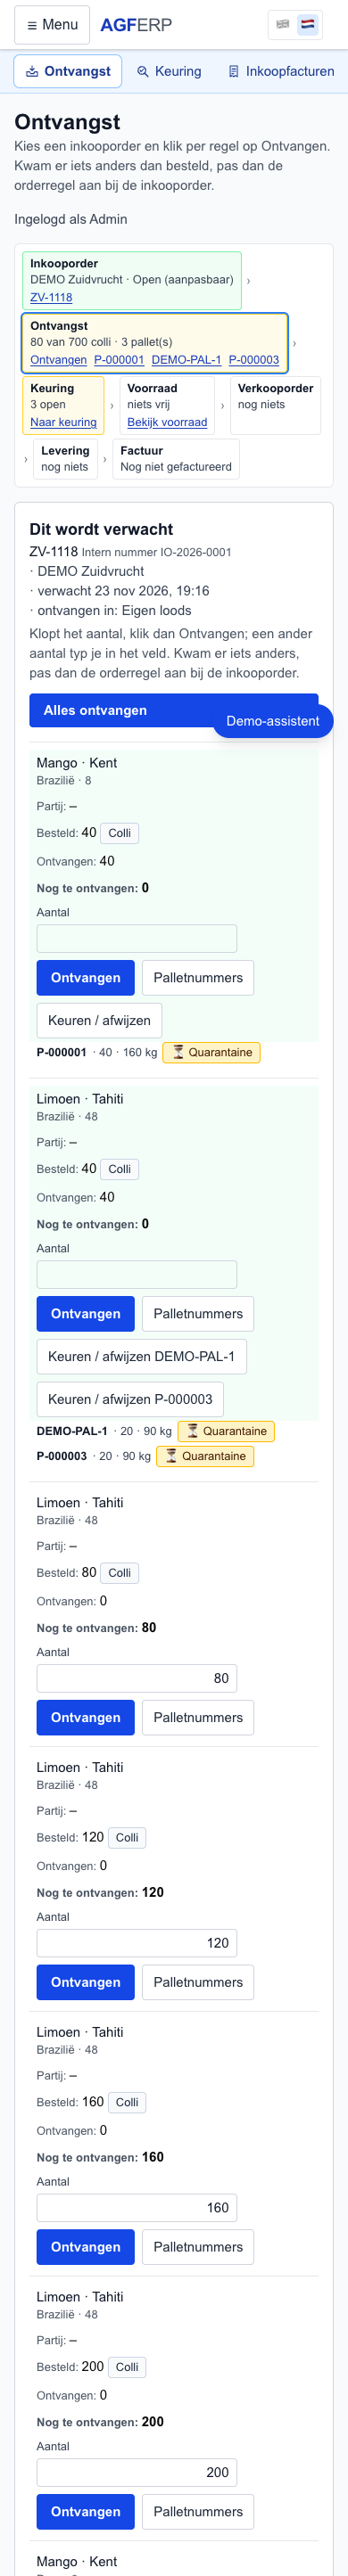 ≡ Menu AGFERP
Ontvangst Keuring Inkoopfacturen
Ontvangst
Kies een inkooporder en klik per regel op Ontvangen.
Kwam er iets anders dan besteld, pas dan de
orderregel aan bij de inkooporder.
Ingelogd als Admin
Inkooporder
DEMO Zuidvrucht · Open (aanpasbaar) ›
ZV-1118
Ontvangst
80 van 700 colli · 3 pallet(s) ›
Ontvangen P-000001 DEMO-PAL-1 P-000003
Keuring Voorraad Verkooporder
3 open › niets vrij › nog niets
Naar keuring Bekijk voorraad
Levering Factuur
› nog niets › Nog niet gefactureerd
Dit wordt verwacht
ZV-1118 Intern nummer IO-2026-0001
· DEMO Zuidvrucht
· verwacht 23 nov 2026, 19:16
· ontvangen in: Eigen loods
Klopt het aantal, klik dan Ontvangen; een ander
aantal typ je in het veld. Kwam er iets anders,
pas dan de orderregel aan bij de inkooporder.
Alles ontvangen
Demo-assistent
Mango · Kent
Brazilië · 8
Partij: –
Besteld: 40 Colli
Ontvangen: 40
Nog te ontvangen: 0
Aantal
Ontvangen Palletnummers
Keuren / afwijzen
P-000001 · 40 · 160 kg ⏳ Quarantaine
Limoen · Tahiti
Brazilië · 48
Partij: –
Besteld: 40 Colli
Ontvangen: 40
Nog te ontvangen: 0
Aantal
Ontvangen Palletnummers
Keuren / afwijzen DEMO-PAL-1
Keuren / afwijzen P-000003
DEMO-PAL-1 · 20 · 90 kg ⏳ Quarantaine
P-000003 · 20 · 90 kg ⏳ Quarantaine
Limoen · Tahiti
Brazilië · 48
Partij: –
Besteld: 80 Colli
Ontvangen: 0
Nog te ontvangen: 80
Aantal
80
Ontvangen Palletnummers
Limoen · Tahiti
Brazilië · 48
Partij: –
Besteld: 120 Colli
Ontvangen: 0
Nog te ontvangen: 120
Aantal
120
Ontvangen Palletnummers
Limoen · Tahiti
Brazilië · 48
Partij: –
Besteld: 160 Colli
Ontvangen: 0
Nog te ontvangen: 160
Aantal
160
Ontvangen Palletnummers
Limoen · Tahiti
Brazilië · 48
Partij: –
Besteld: 200 Colli
Ontvangen: 0
Nog te ontvangen: 200
Aantal
200
Ontvangen Palletnummers
Mango · Kent